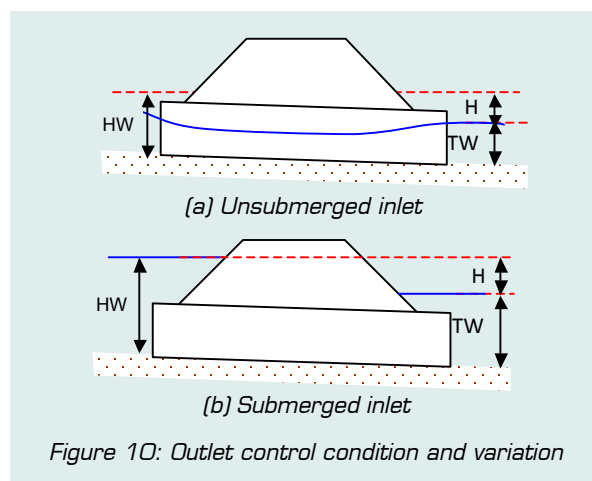 H
HW
TW
(a) Unsubmerged inlet
H
HW
TW
(b) Submerged inlet
Figure 10: Outlet control condition and variation